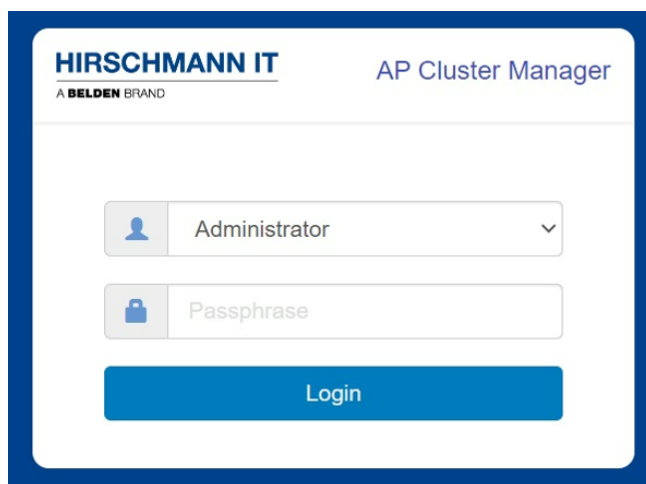 HIRSCHMANN IT
A BELDEN BRAND
AP Cluster Manager
Administrator
Passphrase
Login